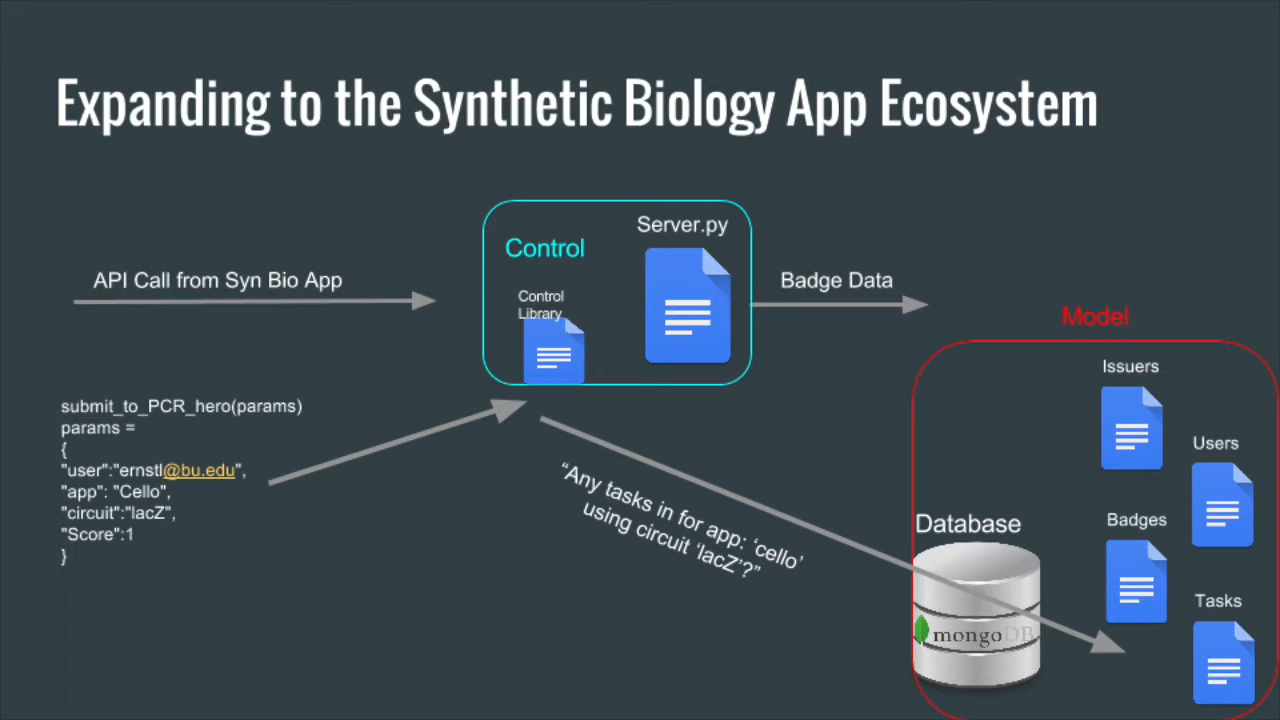 Expanding to the Synthetic Biology App Ecosystem
API Call from Syn Bio App
Control
Server.py
Control
Library
Badge Data
Model
Issuers
Users
Badges
Tasks
Database
mongoDB
submit_to_PCR_hero(params)
params =
{
"user":"ernstl@bu.edu",
"app": "Cello",
"circuit":"lacZ",
"Score":1
}
“Any tasks in for app: ‘cello’
using circuit ‘lacZ’?”